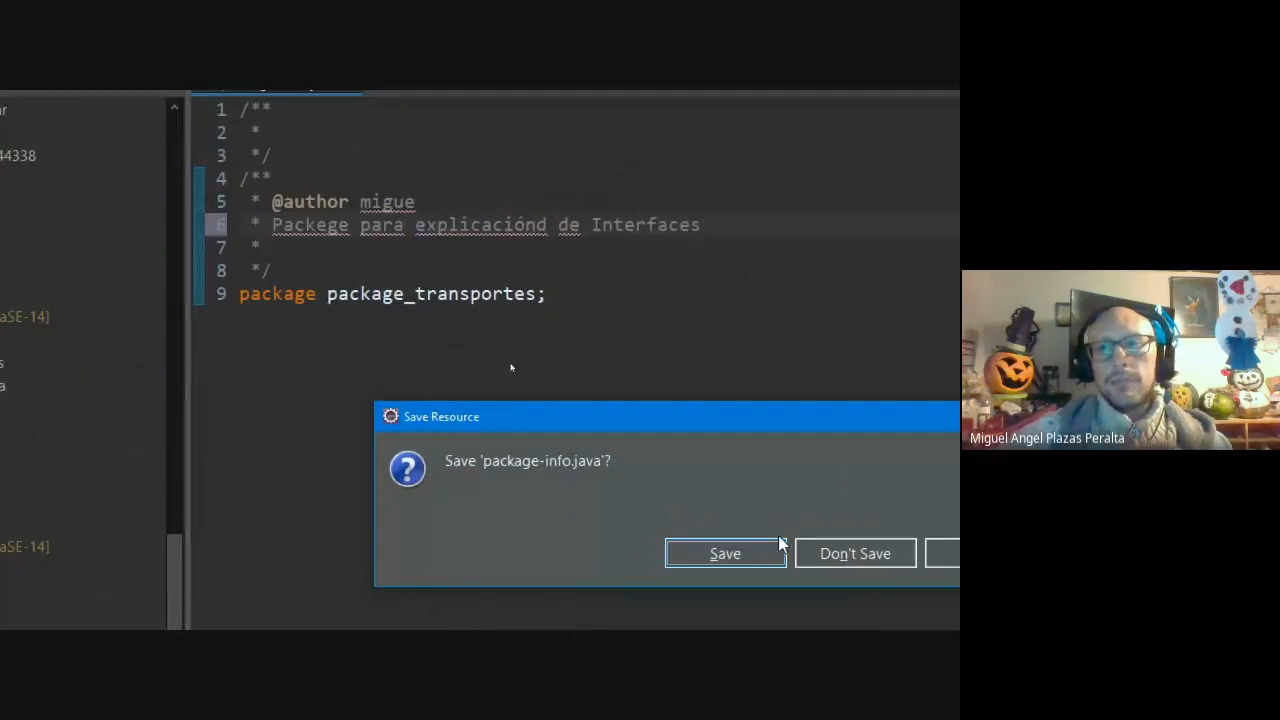 ar
44338
aSE-14]
s
a
aSE-14]
1 /**
2 *
3 */
4 /**
5 * @author migue
6 * Packege para explicaciónd de Interfaces
7 *
8 */
9 package package_transportes;
Save Resource
Save 'package-info.java'?
Save
Don't Save
Miguel Angel Plazas Peralta